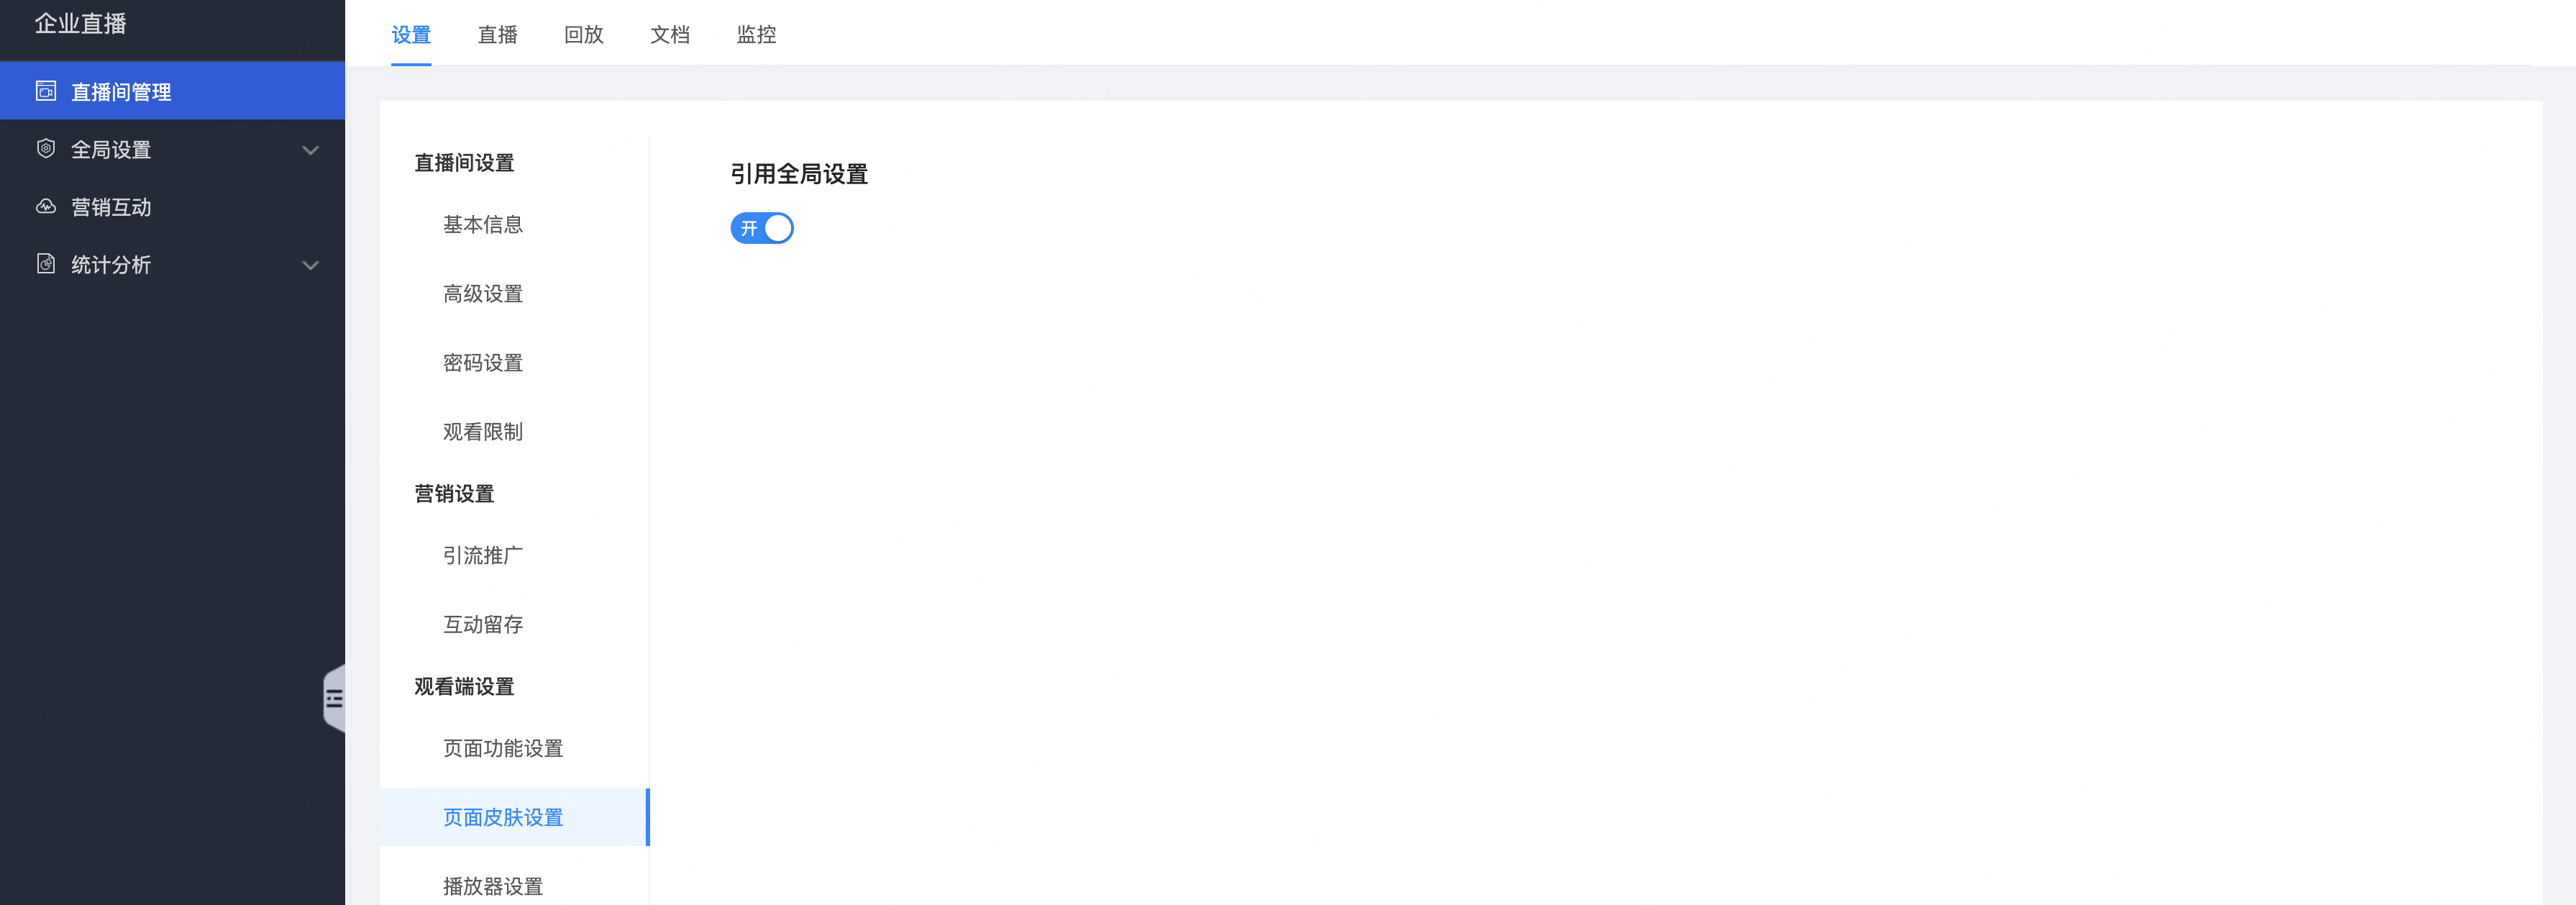 企业直播
直播间管理
全局设置
营销互动
统计分析
设置
直播
回放
文档
监控
直播间设置
基本信息
高级设置
密码设置
观看限制
营销设置
引流推广
互动留存
观看端设置
页面功能设置
页面皮肤设置
播放器设置
引用全局设置
开